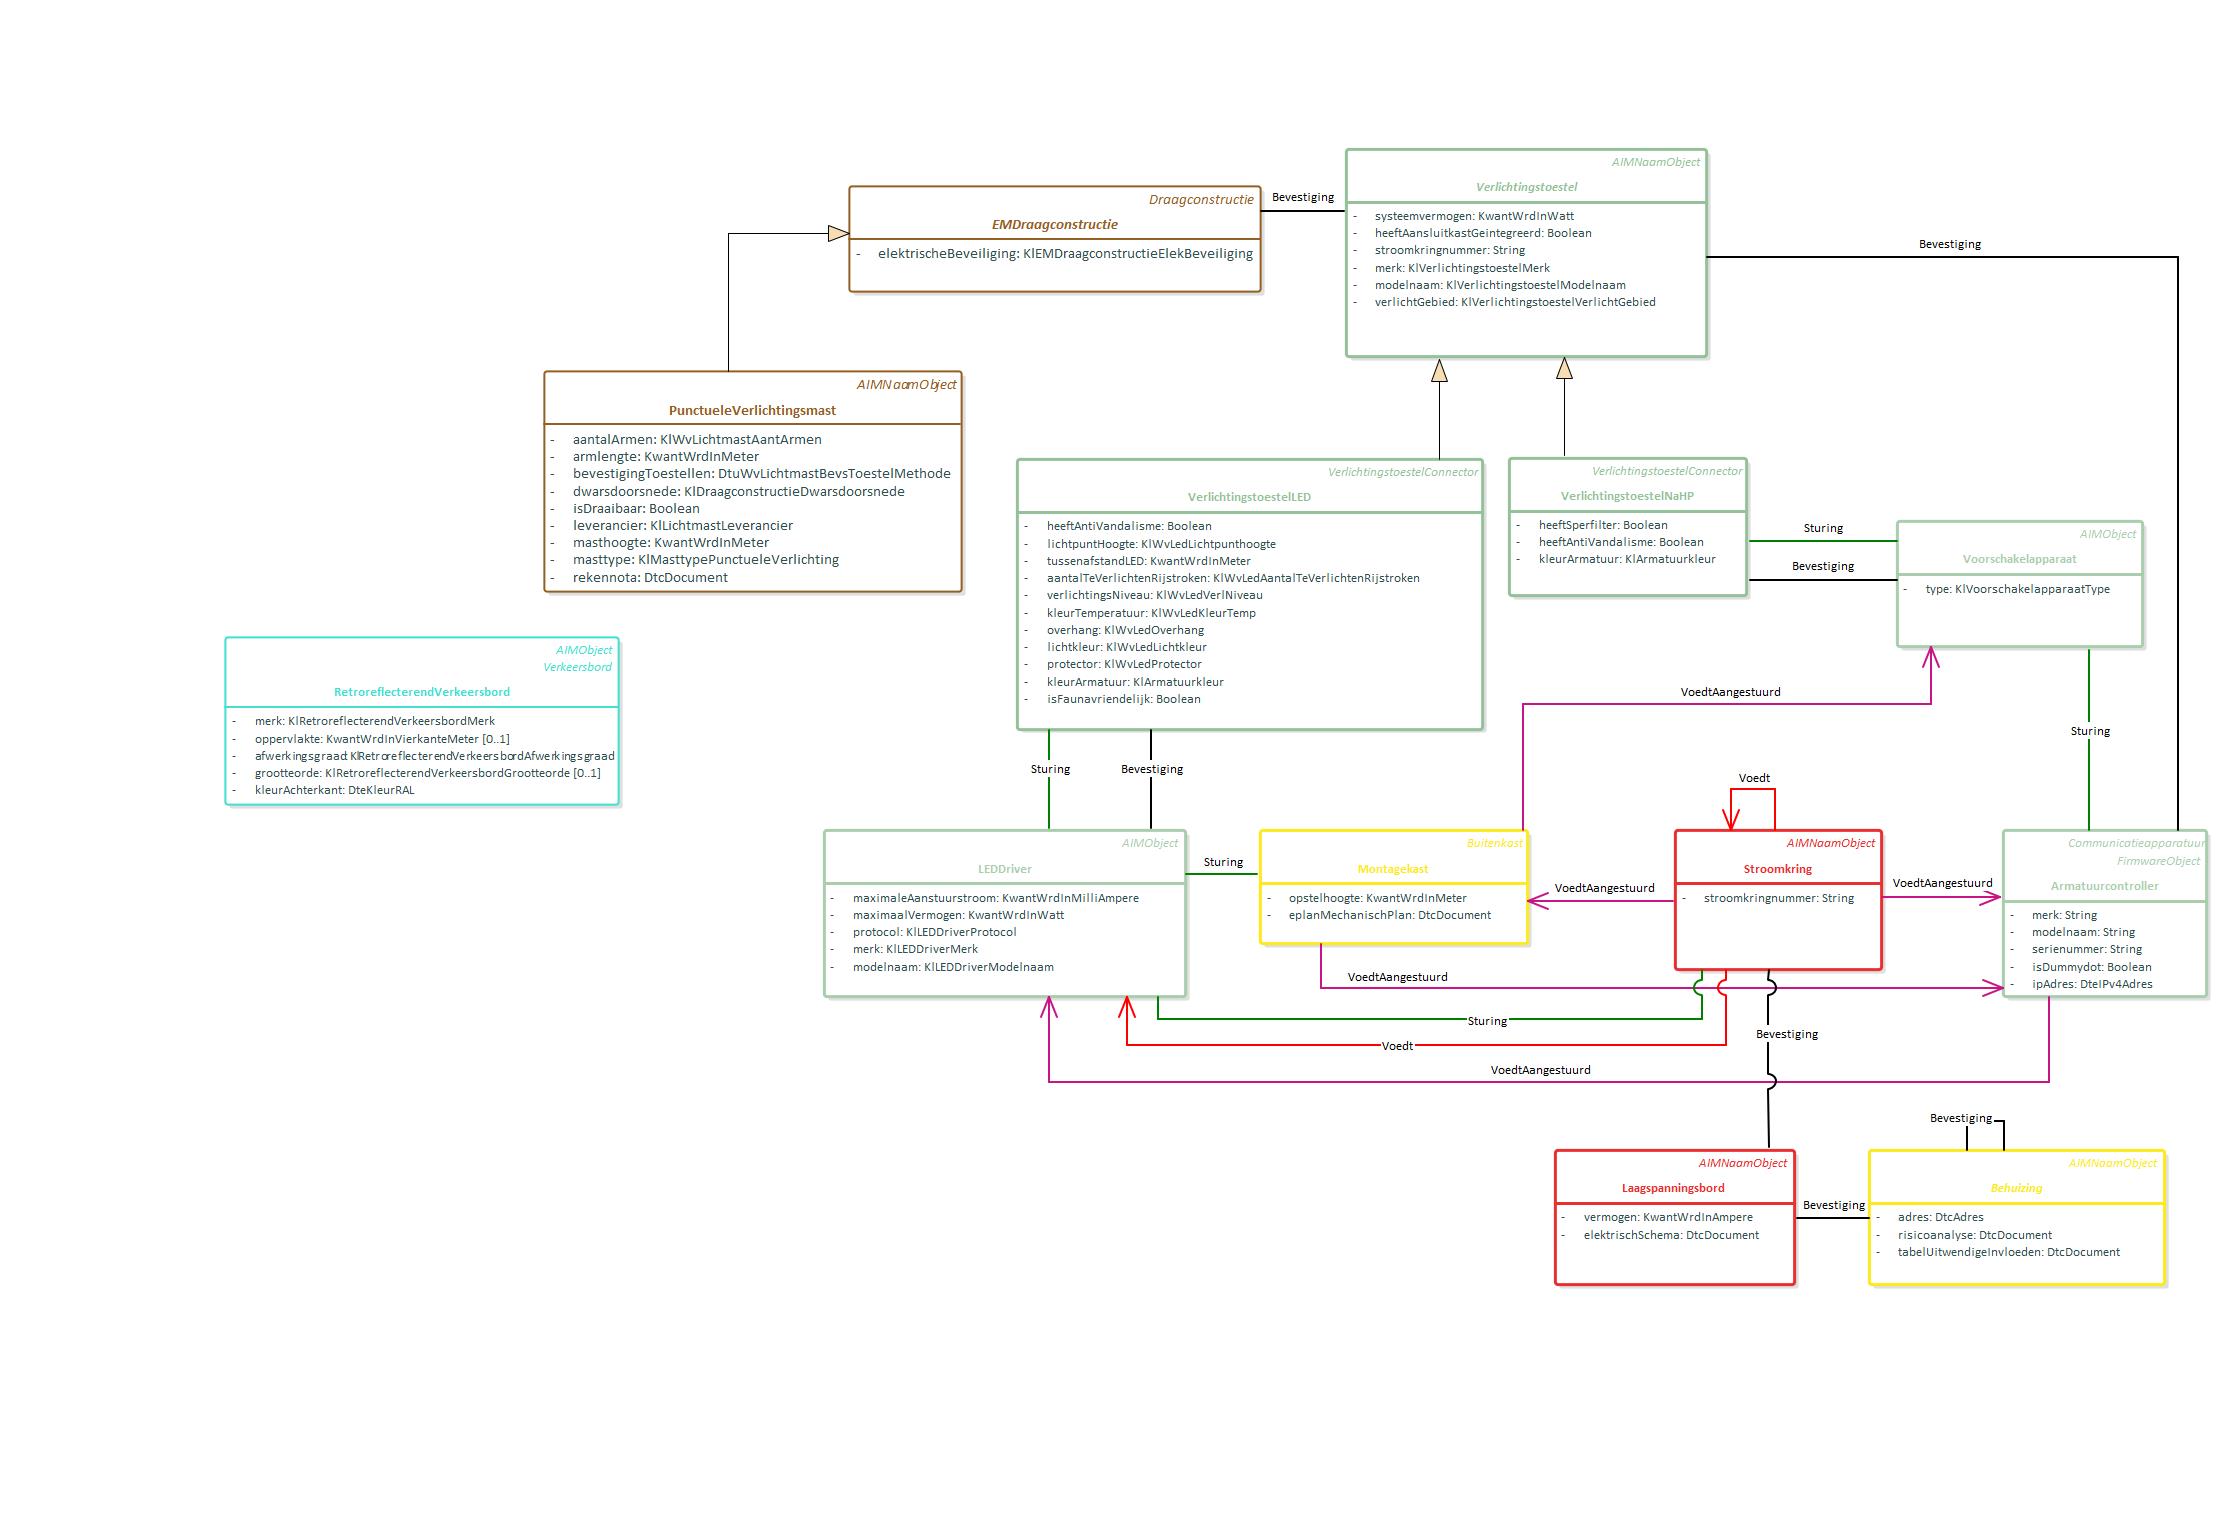 AIMNaamObject
Verlichtingstoestel
- systeemvermogen: KwantWrdInWatt
- heeftAansluitkastGeintegreerd: Boolean
- stroomkringnummer: String
- merk: KlVerlichtingstoestelMerk
- modelnaam: KlVerlichtingstoestelModelnaam
- verlichtGebied: KlVerlichtingstoestelVerlichtGebied
Draagconstructie
EMDraagconstructie
- elektrischeBeveiliging: KlEMDraagconstructieElekBeveiliging
Bevestiging
Bevestiging
AIMNaamObject
PunctueleVerlichtingsmast
- aantalArmen: KlWvLichtmastAantArmen
- armlengte: KwantWrdInMeter
- bevestigingToestellen: DtuWvLichtmastBevsToestelMethode
- dwarsdoorsnede: KlDraagconstructieDwarsdoorsnede
- isDraaibaar: Boolean
- leverancier: KlLichtmastLeverancier
- masthoogte: KwantWrdInMeter
- masttype: KlMasttypePunctueleVerlichting
- rekennota: DtcDocument
VerlichtingstoestelConnector
VerlichtingstoestelLED
- heeftAntiVandalisme: Boolean
- lichtpuntHoogte: KlWvLedLichtpunthoogte
- tussenafstandLED: KwantWrdInMeter
- aantalTeVerlichtenRijstroken: KlWvLedAantalTeVerlichtenRijstroken
- verlichtingsNiveau: KlWvLedVerlNiveau
- kleurTemperatuur: KlWvLedKleurTemp
- overhang: KlWvLedOverhang
- lichtkleur: KlWvLedLichtkleur
- protector: KlWvLedProtector
- kleurArmatuur: KlArmatuurkleur
- isFaunavriendelijk: Boolean
VerlichtingstoestelConnector
VerlichtingstoestelNaHP
- heeftSperfilter: Boolean
- heeftAntiVandalisme: Boolean
- kleurArmatuur: KlArmatuurkleur
Sturing
Bevestiging
AIMObject
Voorschakelapparaat
- type: KlVoorschakelapparaatType
AIMObject
Verkeersbord
RetroreflecterendVerkeersbord
- merk: KlRetroreflecterendVerkeersbordMerk
- oppervlakte: KwantWrdInVierkanteMeter [0..1]
- afwerkingsgraad: KlRetroreflecterendVerkeersbordAfwerkingsgraad
- grootteorde: KlRetroreflecterendVerkeersbordGrootteorde [0..1]
- kleurAchterkant: DteKleurRAL
VoedtAangestuurd
Sturing
Sturing
Bevestiging
Voedt
AIMObject
LEDDriver
- maximaleAanstuurstroom: KwantWrdInMilliAmpere
- maximaalVermogen: KwantWrdInWatt
- protocol: KlLEDDriverProtocol
- merk: KlLEDDriverMerk
- modelnaam: KlLEDDriverModelnaam
Sturing
Buitenkast
Montagekast
- opstelhoogte: KwantWrdInMeter
- eplanMechanischPlan: DtcDocument
VoedtAangestuurd
AIMNaamObject
Stroomkring
- stroomkringnummer: String
VoedtAangestuurd
Communicatieapparatuur
FirmwareObject
Armatuurcontroller
- merk: String
- modelnaam: String
- serienummer: String
- isDummydot: Boolean
- ipAdres: DteIPv4Adres
VoedtAangestuurd
Sturing
Bevestiging
Voedt
VoedtAangestuurd
Bevestiging
AIMNaamObject
Laagspanningsbord
- vermogen: KwantWrdInAmpere
- elektrischSchema: DtcDocument
Bevestiging
AIMNaamObject
Behuizing
- adres: DtcAdres
- risicoanalyse: DtcDocument
- tabelUitwendigeInvloeden: DtcDocument